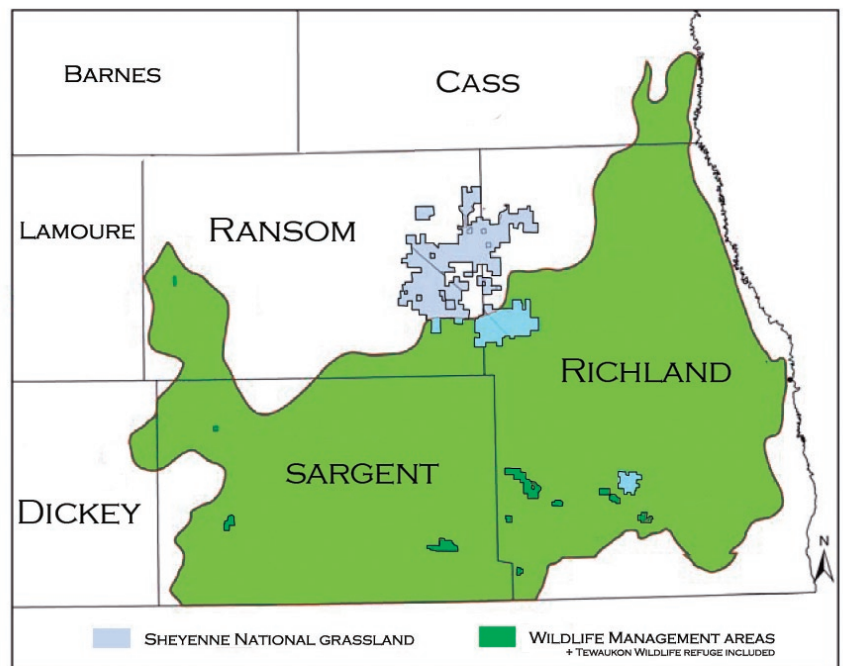 BARNES
CASS
LAMOURE
RANSOM
RICHLAND
SARGENT
DICKEY
N
SHEYENNE NATIONAL GRASSLAND
WILDLIFE MANAGEMENT AREAS
+ TEWAUKON WILDLIFE REFUGE INCLUDED